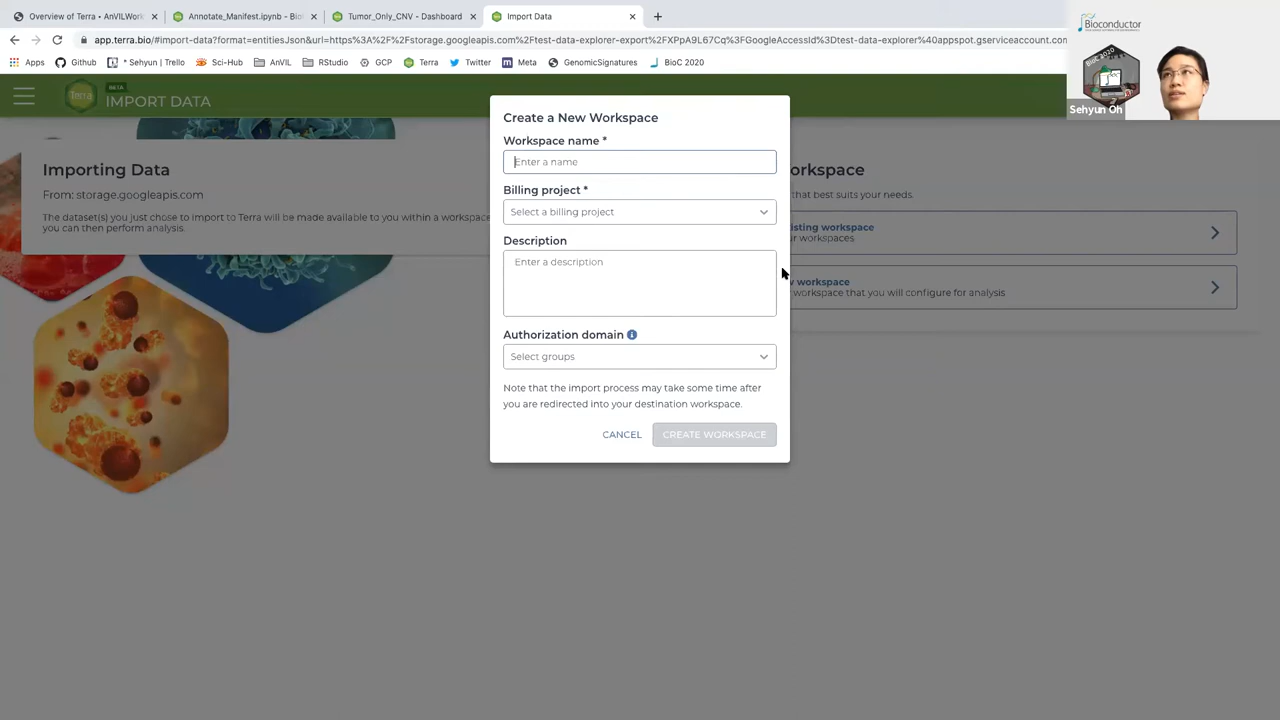 Overview of Terra • AnVILWork
Annotate_Manifest.ipynb - Bio
Tumor_Only_CNV - Dashboard
Import Data
app.terra.bio/#import-data?format=entitiesJson&url=https%3A%2F%2Fstorage.googleapis.com%2Ftest-data-explorer-export%2FXPpA9L67Cq%3FGoogleAccessId%3Dtest-data-explorer%40appspot.gserviceaccount.com
Apps
Github
* Sehyun | Trello
Sci-Hub
AnVIL
RStudio
GCP
Terra
Twitter
Meta
GenomicSignatures
BioC 2020
Bioconductor
BioC2020
Sehyun Oh
Terra
BETA
IMPORT DATA
Importing Data
From: storage.googleapis.com
The dataset(s) you just chose to import to Terra will be made available to you within a workspace
you can then perform analysis.
orkspace
that best suits your needs.
isting workspace
ur workspaces
w workspace
workspace that you will configure for analysis
Create a New Workspace
Workspace name *
Enter a name
Billing project *
Select a billing project
Description
Enter a description
Authorization domain
Select groups
Note that the import process may take some time after
you are redirected into your destination workspace.
CANCEL
CREATE WORKSPACE